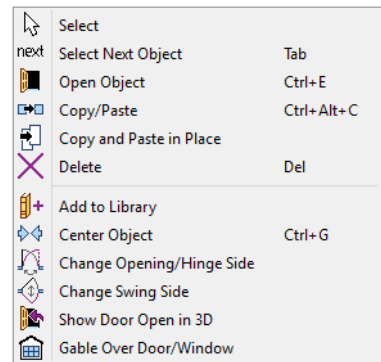 Select
next Select Next Object Tab
Open Object Ctrl+E
Copy/Paste Ctrl+Alt+C
Copy and Paste in Place
Delete Del
Add to Library
Center Object Ctrl+G
Change Opening/Hinge Side
Change Swing Side
Show Door Open in 3D
Gable Over Door/Window